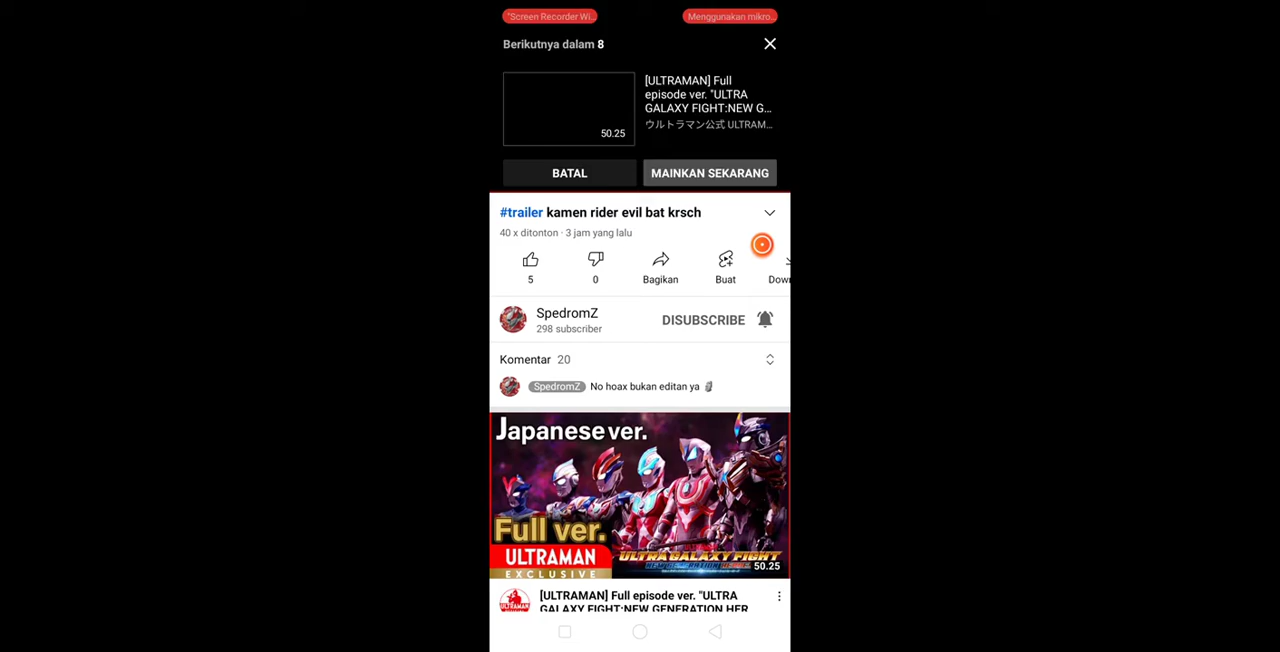 "Screen Recorder Wi...
Menggunakan mikro...
Berikutnya dalam 8
[ULTRAMAN] Full
episode ver. "ULTRA
GALAXY FIGHT:NEW G...
ウルトラマン公式 ULTRAM...
50.25
BATAL
MAINKAN SEKARANG
#trailer kamen rider evil bat krsch
40 x ditonton · 3 jam yang lalu
5
0
Bagikan
Buat
Down
SpedromZ
298 subscriber
DISUBSCRIBE
Komentar 20
SpedromZ No hoax bukan editan ya 🗿
Japanese ver.
Full ver.
ULTRAMAN
EXCLUSIVE
ULTRA GALAXY FIGHT
50.25
[ULTRAMAN] Full episode ver. "ULTRA
GALAXY FIGHT:NEW GENERATION HER